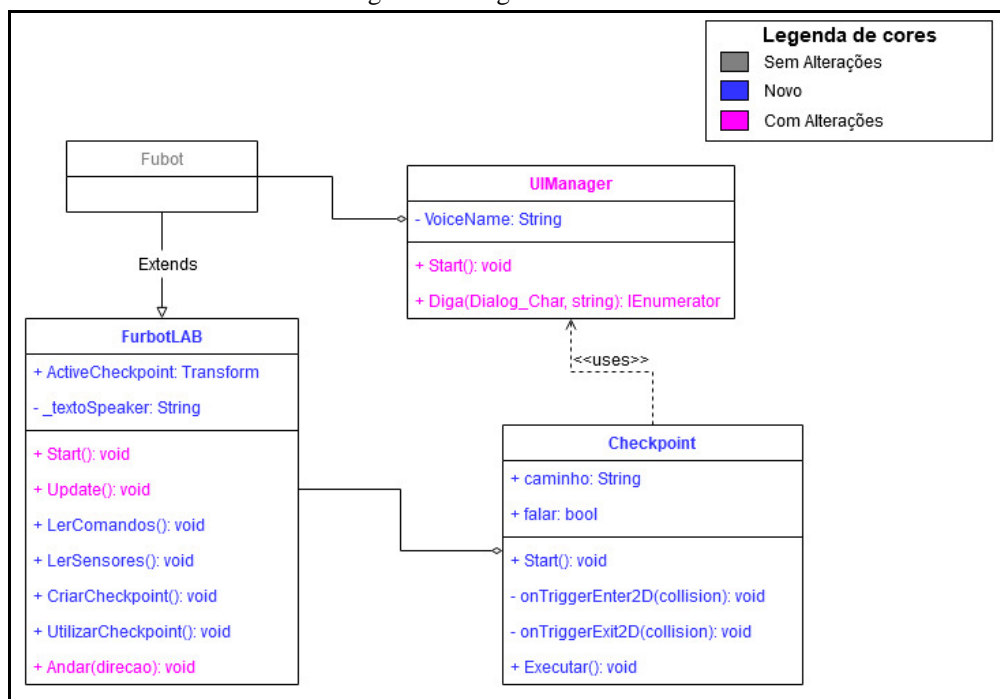 Legenda de cores
Sem Alterações
Novo
Com Alterações
Fubot
Extends
UIManager
- VoiceName: String
+ Start(): void
+ Diga(Dialog_Char, string): IEnumerator
<<uses>>
FurbotLAB
+ ActiveCheckpoint: Transform
- _textoSpeaker: String
+ Start(): void
+ Update(): void
+ LerComandos(): void
+ LerSensores(): void
+ CriarCheckpoint(): void
+ UtilizarCheckpoint(): void
+ Andar(direcao): void
Checkpoint
+ caminho: String
+ falar: bool
+ Start(): void
- onTriggerEnter2D(collision): void
- onTriggerExit2D(collision): void
+ Executar(): void